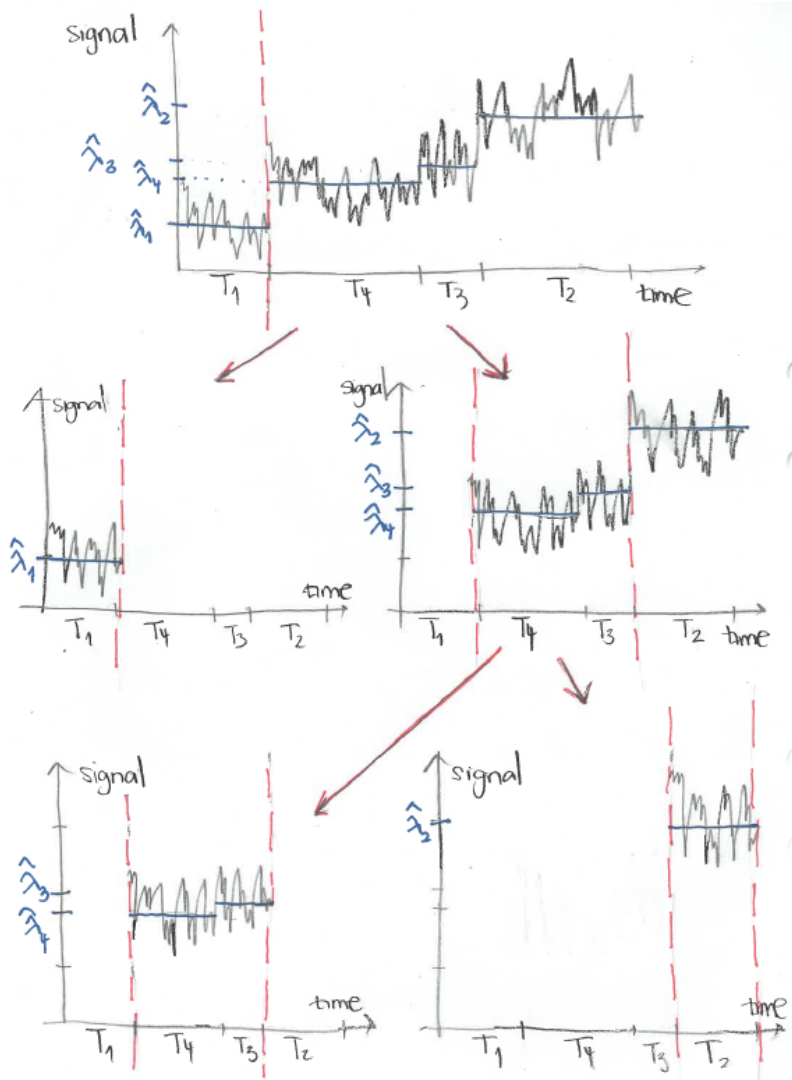 signal
λ̂₂
λ̂₃
λ̂₄
λ̂₁
T₁ T₄ T₃ T₂ time
signal
λ̂₁
time
T₁ T₄ T₃ T₂
signal
λ̂₂
λ̂₃
λ̂₄
T₁ T₄ T₃ T₂ time
signal
λ̂₃
λ̂₄
time
T₁ T₄ T₃ T₂
signal
λ̂₂
time
T₁ T₄ T₃ T₂